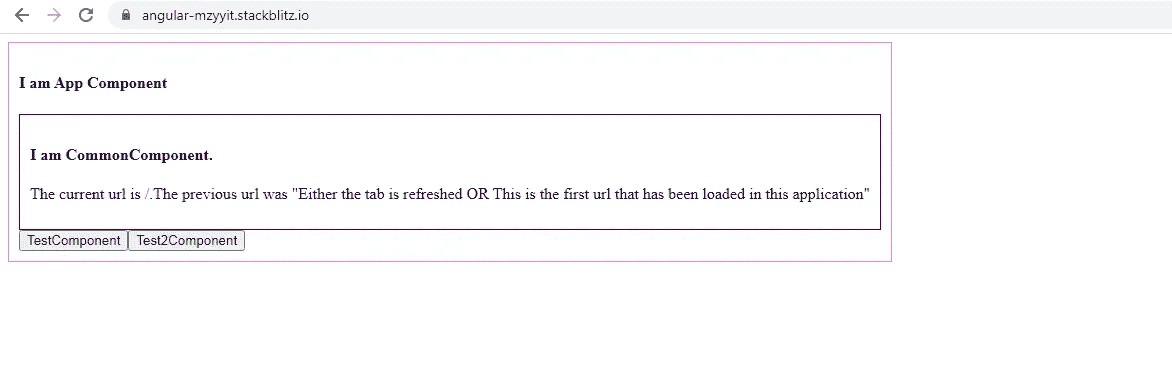 angular-mzyyit.stackblitz.io
I am App Component
I am CommonComponent.
The current url is /.The previous url was "Either the tab is refreshed OR This is the first url that has been loaded in this application"
TestComponent Test2Component